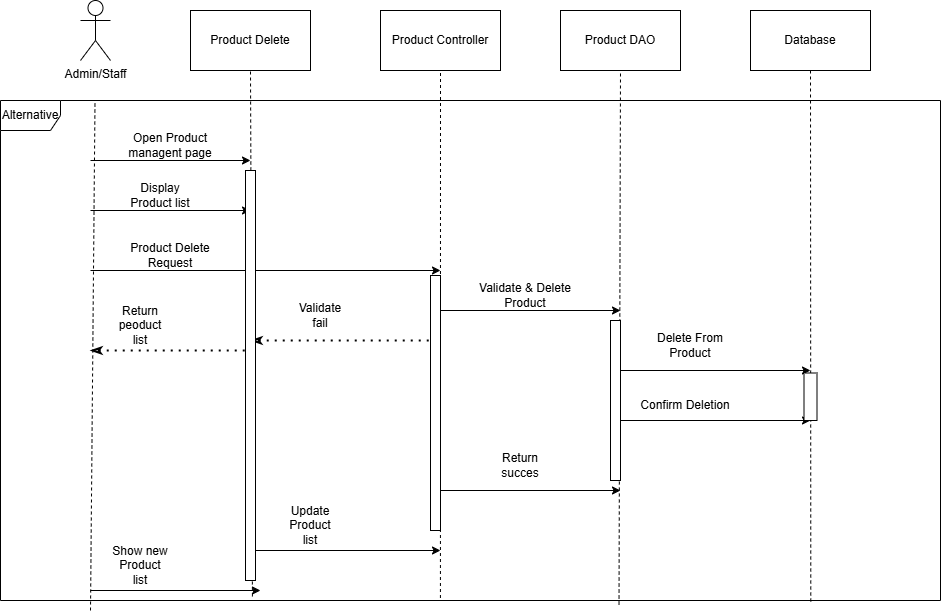 Admin/Staff
Product Delete
Product Controller
Product DAO
Database
Alternative
Open Product
managent page
Display
Product list
Product Delete
Request
Validate & Delete
Product
Return
peoduct
list
Validate
fail
Delete From
Product
Confirm Deletion
Return
succes
Update
Product
list
Show new
Product
list